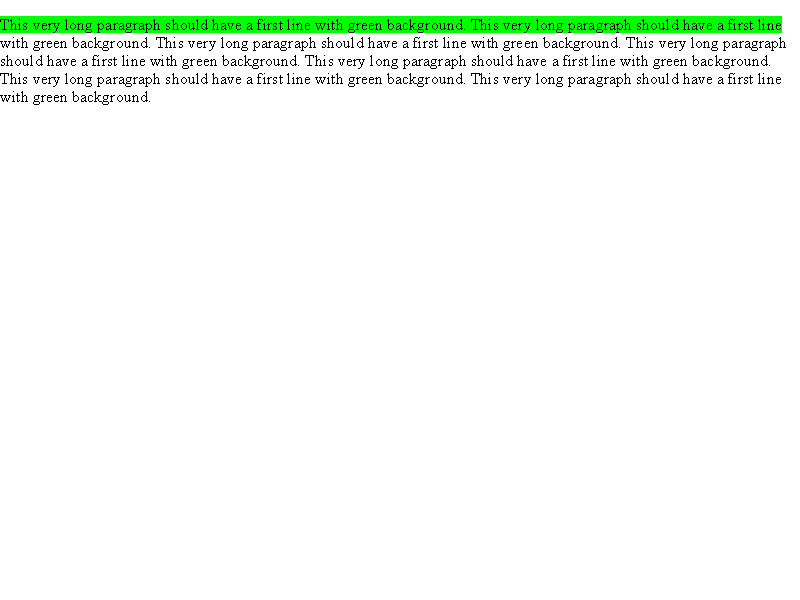 This very long paragraph should have a first line with green background. This very long paragraph should have a first line
with green background. This very long paragraph should have a first line with green background. This very long paragraph
should have a first line with green background. This very long paragraph should have a first line with green background.
This very long paragraph should have a first line with green background. This very long paragraph should have a first line
with green background.